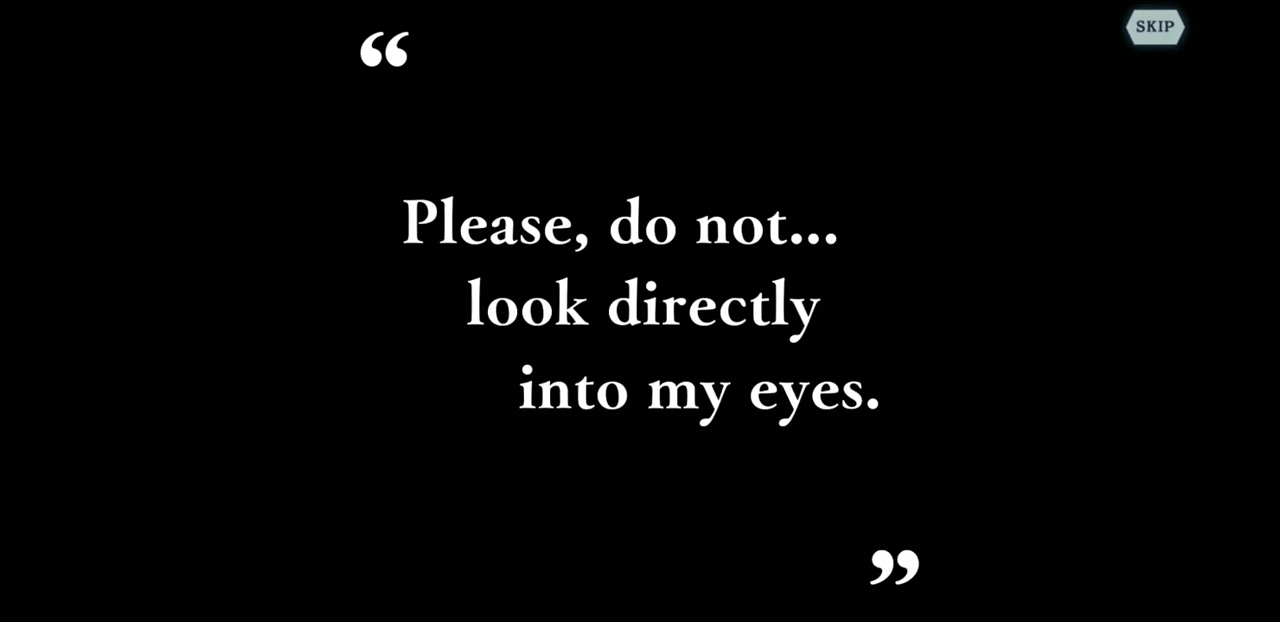 SKIP
“
Please, do not...
look directly
into my eyes.
”